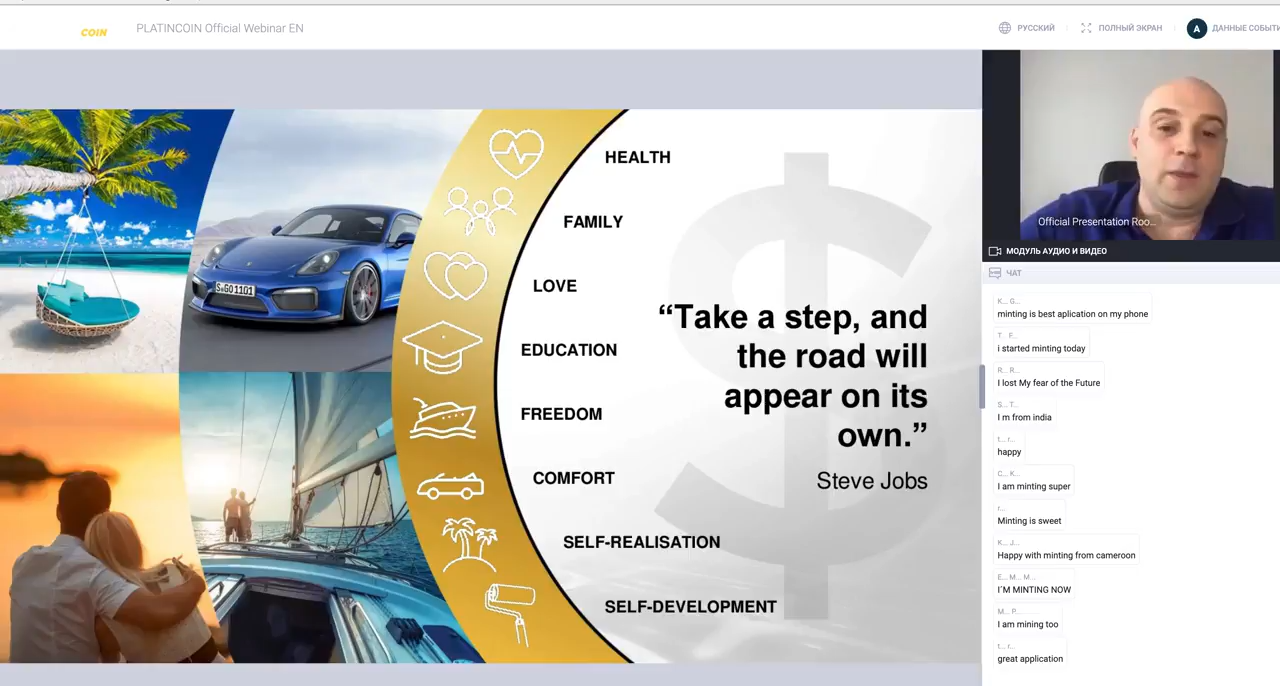 COIN
PLATINCOIN Official Webinar EN
РУССКИЙ
ПОЛНЫЙ ЭКРАН
A
ДАННЫЕ СОБЫТИ
S GO 1101
HEALTH
FAMILY
LOVE
EDUCATION
FREEDOM
COMFORT
SELF-REALISATION
SELF-DEVELOPMENT
$
“Take a step, and
the road will
appear on its
own.”
Steve Jobs
Official Presentation Roo...
МОДУЛЬ АУДИО И ВИДЕО
ЧАТ
K... G...
minting is best aplication on my phone
T... F...
i started minting today
R... R...
I lost My fear of the Future
S... T...
I m from india
t... r...
happy
C... K...
I am minting super
r...
Minting is sweet
K... J...
Happy with minting from cameroon
E... M... M...
I´M MINTING NOW
M... P...
I am mining too
t... r...
great application